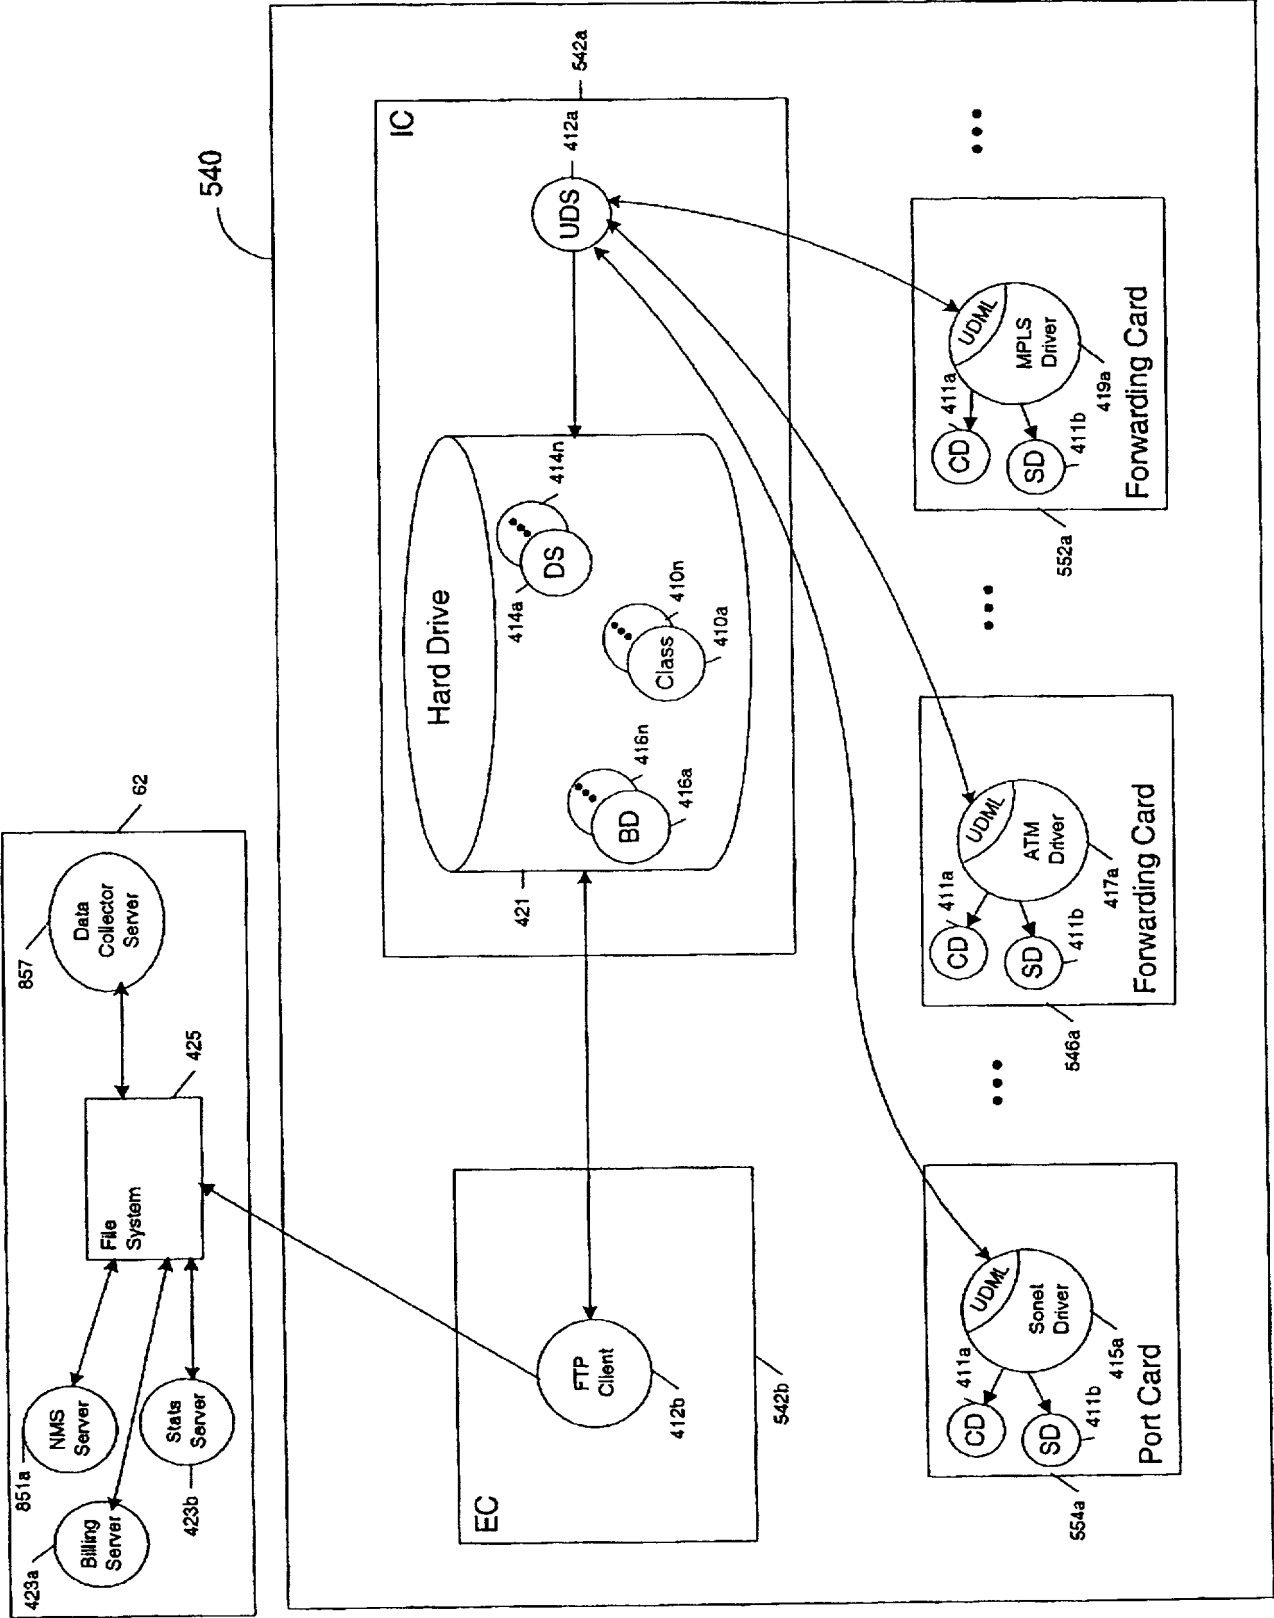 62
857
Data
Collector
Server
425
File
System
851a
NMS
Server
Stats
Server
423b
423a
Billing
Server
540
EC
FTP
Client
412b
542b
IC
542a
412a
UDS
Hard Drive
421
414n
414a
DS
410n
410a
Class
416n
416a
BD
554a
Port Card
UDML
Sonet
Driver
415a
411a
CD
SD
411b
•••
546a
Forwarding Card
UDML
ATM
Driver
417a
411a
CD
SD
411b
•••
552a
Forwarding Card
UDML
MPLS
Driver
419a
411a
CD
SD
411b
•••